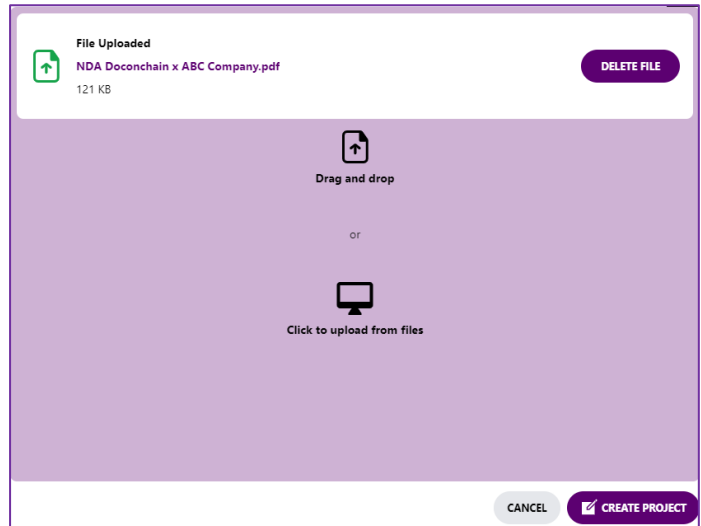 File Uploaded
NDA Doconchain x ABC Company.pdf
DELETE FILE
121 KB
Drag and drop
or
Click to upload from files
CANCEL
CREATE PROJECT